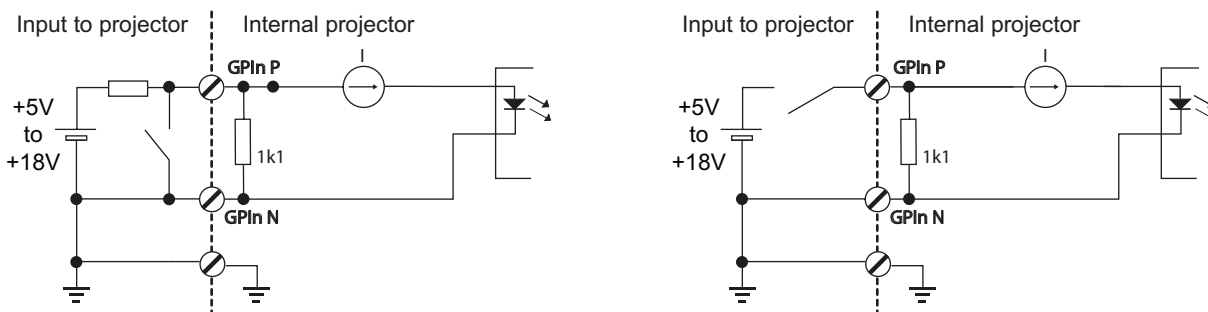 Input to projector
Internal projector
I
GPIn P
+5V
to
+18V
1k1
GPIn N
Input to projector
Internal projector
I
GPIn P
+5V
to
+18V
1k1
GPIn N